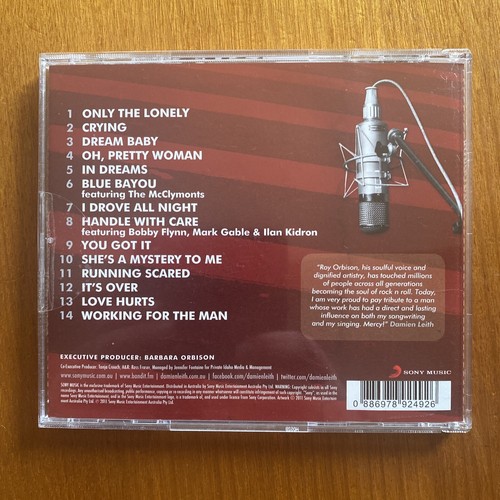 1 ONLY THE LONELY
2 CRYING
3 DREAM BABY
4 OH, PRETTY WOMAN
5 IN DREAMS
6 BLUE BAYOU
featuring The McClymonts
7 I DROVE ALL NIGHT
8 HANDLE WITH CARE
featuring Bobby Flynn, Mark Gable & Ilan Kidron
9 YOU GOT IT
10 SHE'S A MYSTERY TO ME
11 RUNNING SCARED
12 IT'S OVER
13 LOVE HURTS
14 WORKING FOR THE MAN
"Roy Orbison, his soulful voice and
dignified artistry, has touched millions
of people across all generations
becoming the soul of rock n roll. Today,
I am very proud to pay tribute to a man
whose work has had a direct and lasting
influence on both my songwriting
and my singing. Mercy!" Damien Leith
EXECUTIVE PRODUCER: BARBARA ORBISON
www.sonymusic.com.au | www.bandit.fm | damienleith.com.au | facebook.com/damienleith | twitter.com/damienleith
SONY MUSIC
0 886978 924926